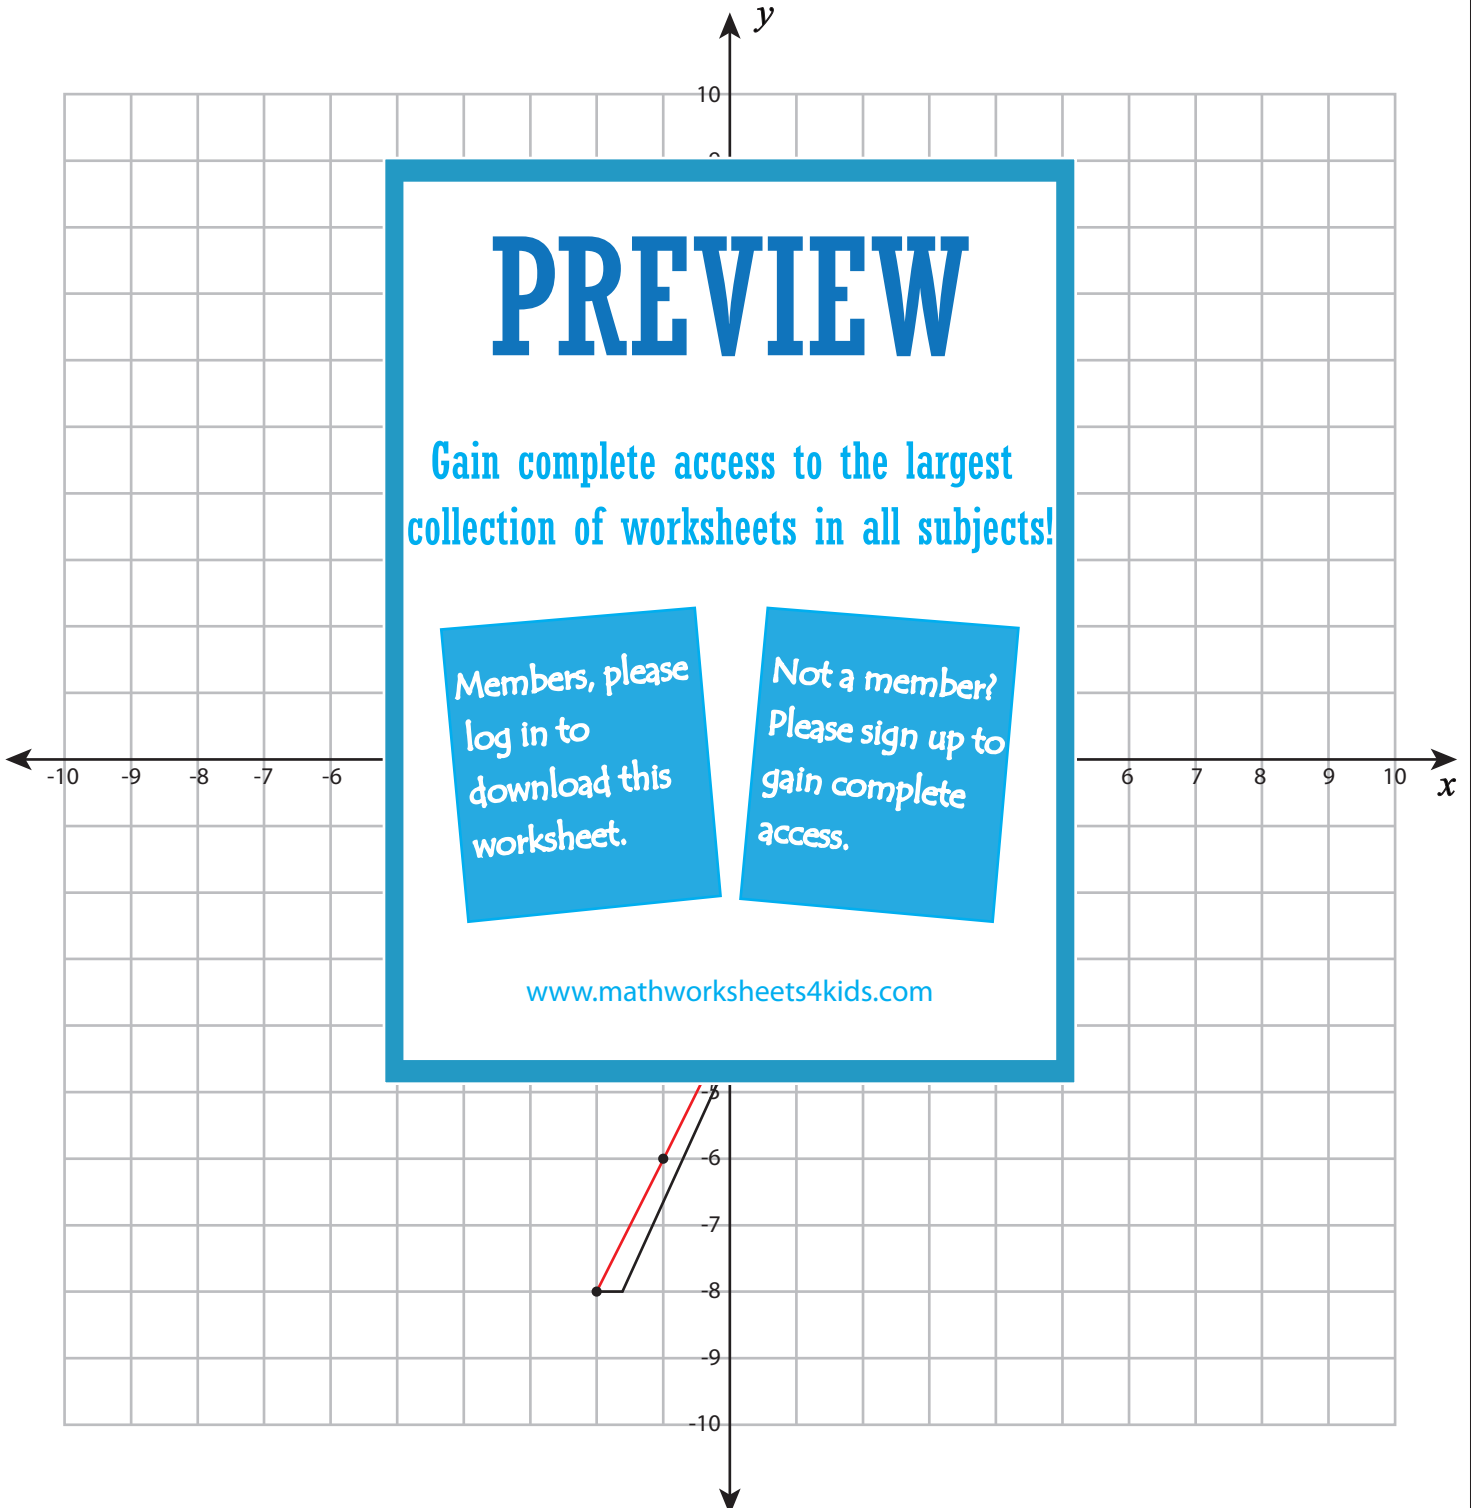 y
10
PREVIEW
Gain complete access to the largest
collection of worksheets in all subjects!
Members, please
log in to
download this
worksheet.
Not a member?
Please sign up to
gain complete
access.
-10 -9 -8 -7 -6 6 7 8 9 10
x
www.mathworksheets4kids.com
-5
-6
-7
-8
-9
-10